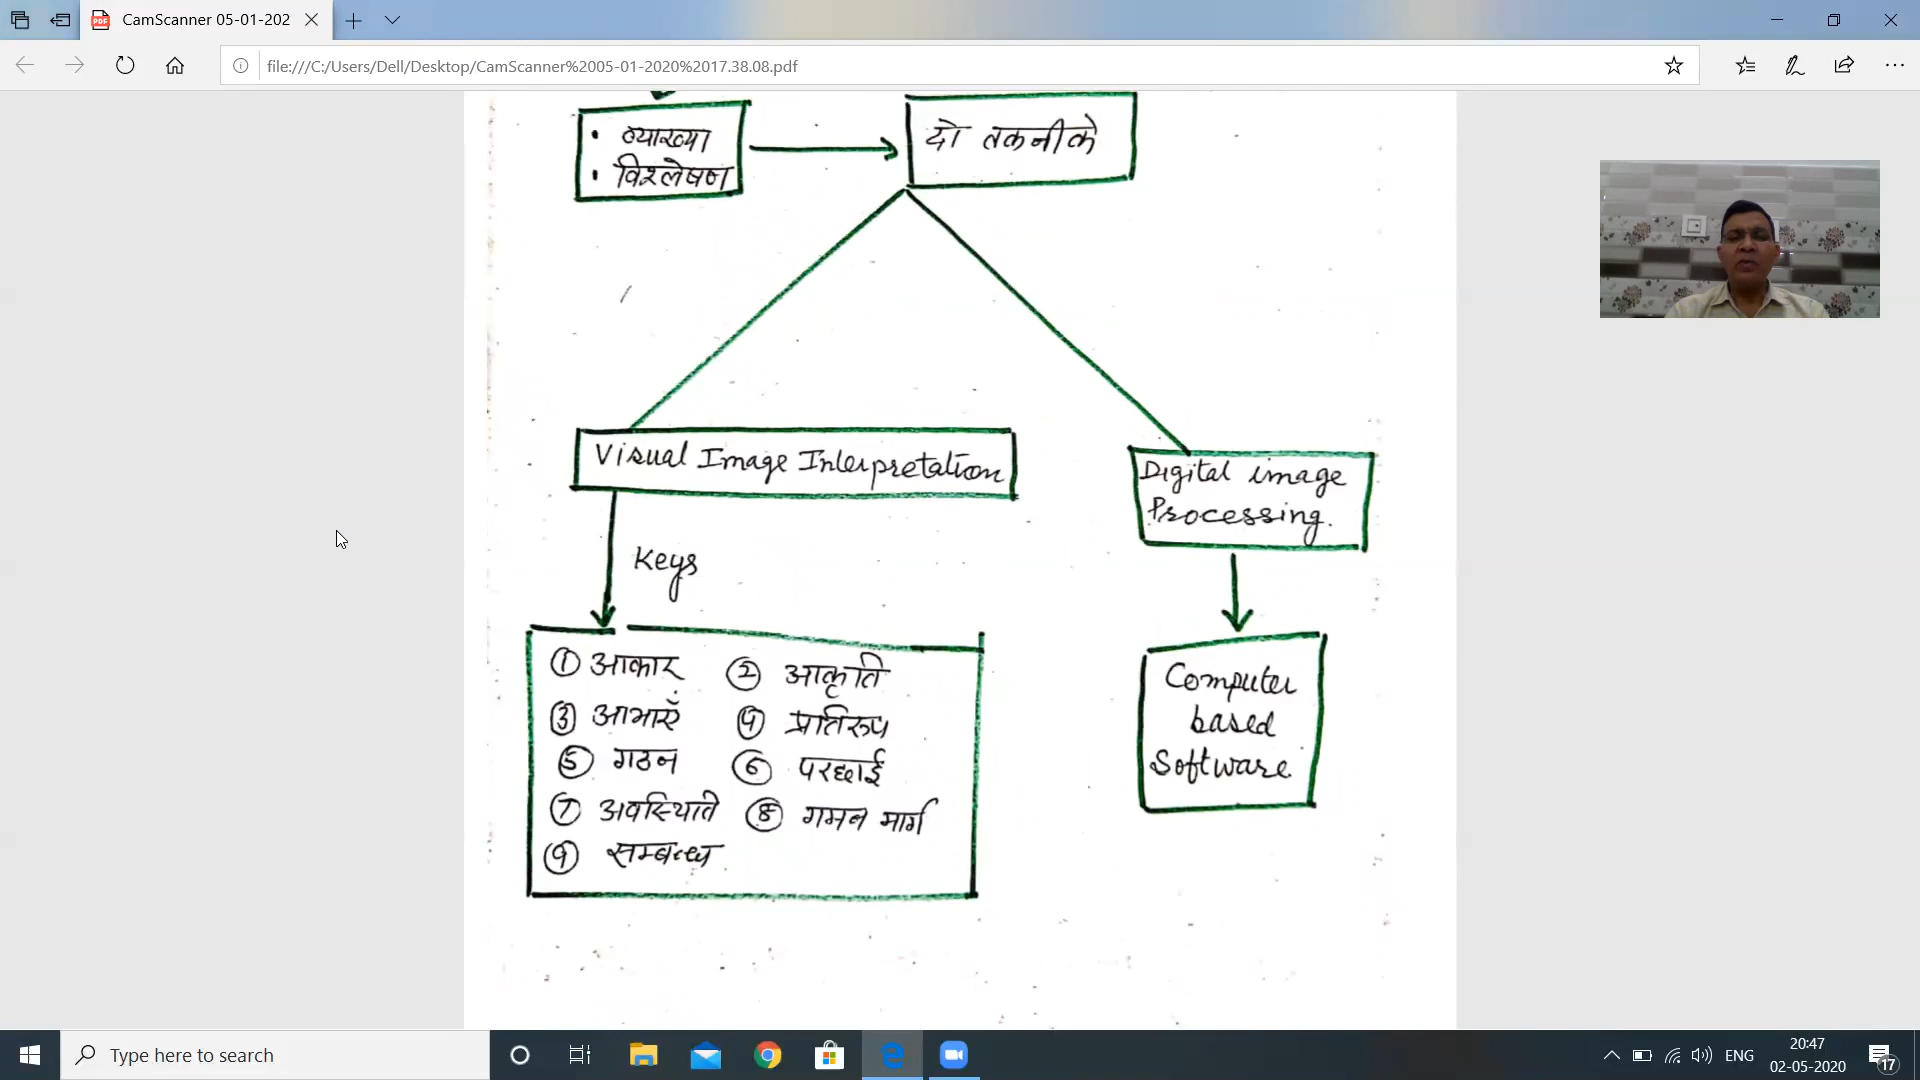 CamScanner 05-01-202
file:///C:/Users/Dell/Desktop/CamScanner%2005-01-2020%2017.38.08.pdf
• व्याख्या
• विश्लेषण
दो तकनीके
Visual Image Interpretation
Digital image
Processing.
Keys
① आकार ② आकृति
③ आभाएँ ④ प्रतिरूप
⑤ गठन ⑥ परछाई
⑦ अवस्थिति ⑧ गमन मार्ग
⑨ सम्बन्ध
Computer
based
Software
Type here to search
ENG
20:47
02-05-2020
17